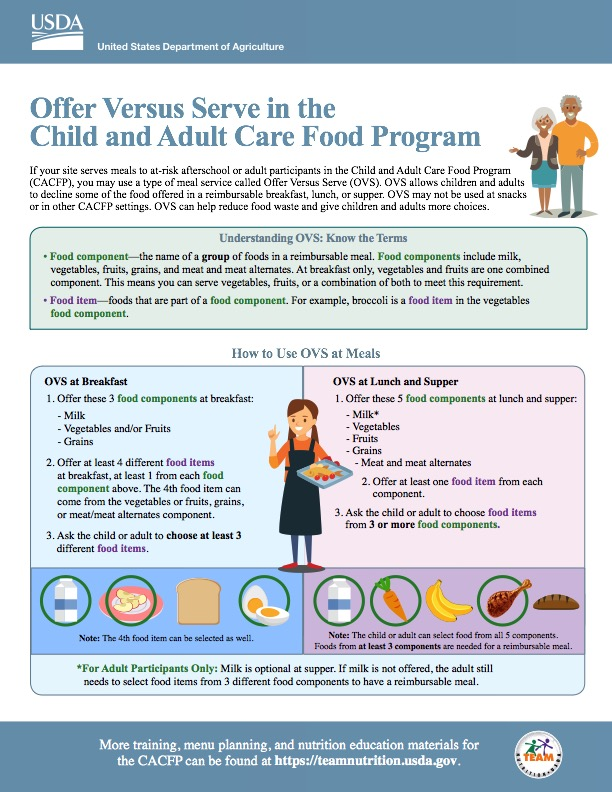 USDA
United States Department of Agriculture
Offer Versus Serve in the
Child and Adult Care Food Program
If your site serves meals to at-risk afterschool or adult participants in the Child and Adult Care Food Program
(CACFP), you may use a type of meal service called Offer Versus Serve (OVS). OVS allows children and adults
to decline some of the food offered in a reimbursable breakfast, lunch, or supper. OVS may not be used at snacks
or in other CACFP settings. OVS can help reduce food waste and give children and adults more choices.
Understanding OVS: Know the Terms
• Food component—the name of a group of foods in a reimbursable meal. Food components include milk,
vegetables, fruits, grains, and meat and meat alternates. At breakfast only, vegetables and fruits are one combined
component. This means you can serve vegetables, fruits, or a combination of both to meet this requirement.
• Food item—foods that are part of a food component. For example, broccoli is a food item in the vegetables
food component.
How to Use OVS at Meals
OVS at Breakfast
1. Offer these 3 food components at breakfast:
- Milk
- Vegetables and/or Fruits
- Grains
2. Offer at least 4 different food items
at breakfast, at least 1 from each food
component above. The 4th food item can
come from the vegetables or fruits, grains,
or meat/meat alternates component.
3. Ask the child or adult to choose at least 3
different food items.
Note: The 4th food item can be selected as well.
OVS at Lunch and Supper
1. Offer these 5 food components at lunch and supper:
- Milk*
- Vegetables
- Fruits
- Grains
- Meat and meat alternates
2. Offer at least one food item from each
component.
3. Ask the child or adult to choose food items
from 3 or more food components.
Note: The child or adult can select food from all 5 components.
Foods from at least 3 components are needed for a reimbursable meal.
*For Adult Participants Only: Milk is optional at supper. If milk is not offered, the adult still
needs to select food items from 3 different food components to have a reimbursable meal.
More training, menu planning, and nutrition education materials for
the CACFP can be found at https://teamnutrition.usda.gov.
TEAM
NUTRITION